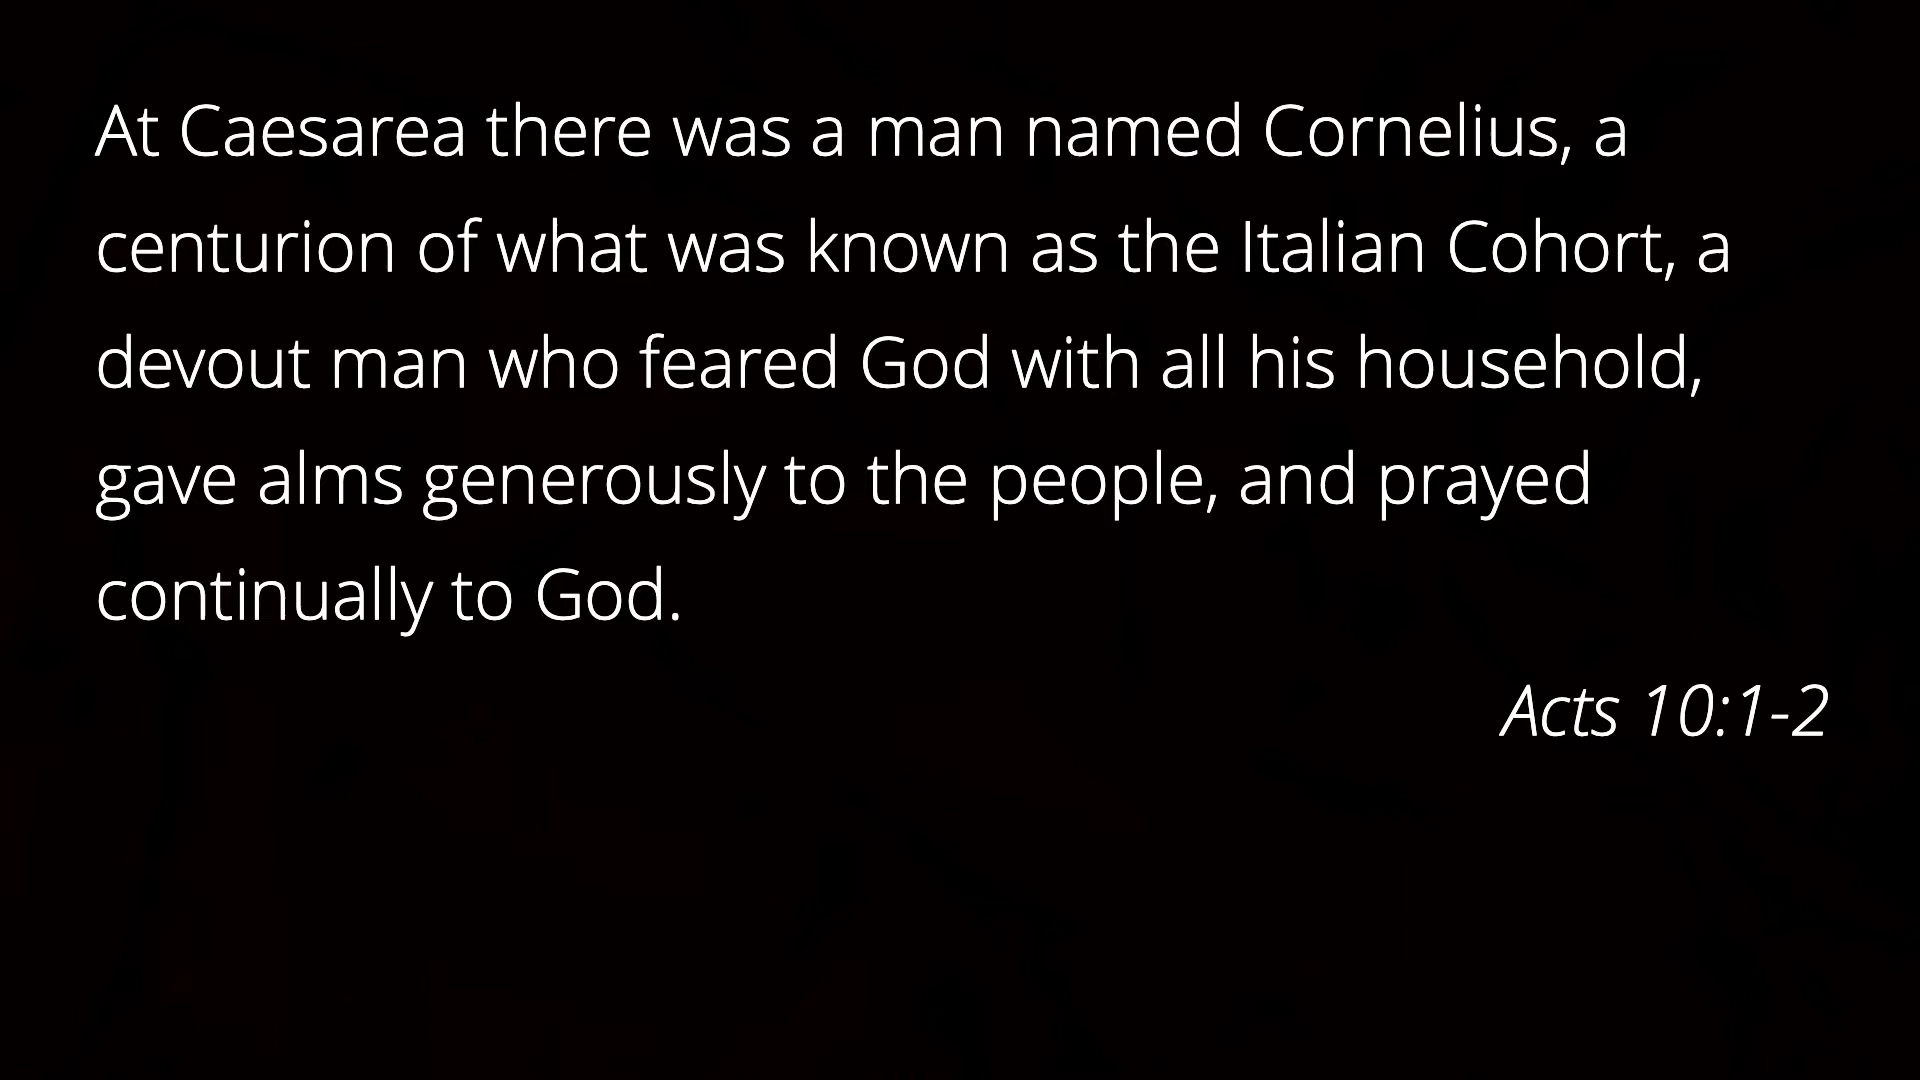 At Caesarea there was a man named Cornelius, a
centurion of what was known as the Italian Cohort, a
devout man who feared God with all his household,
gave alms generously to the people, and prayed
continually to God.
Acts 10:1-2